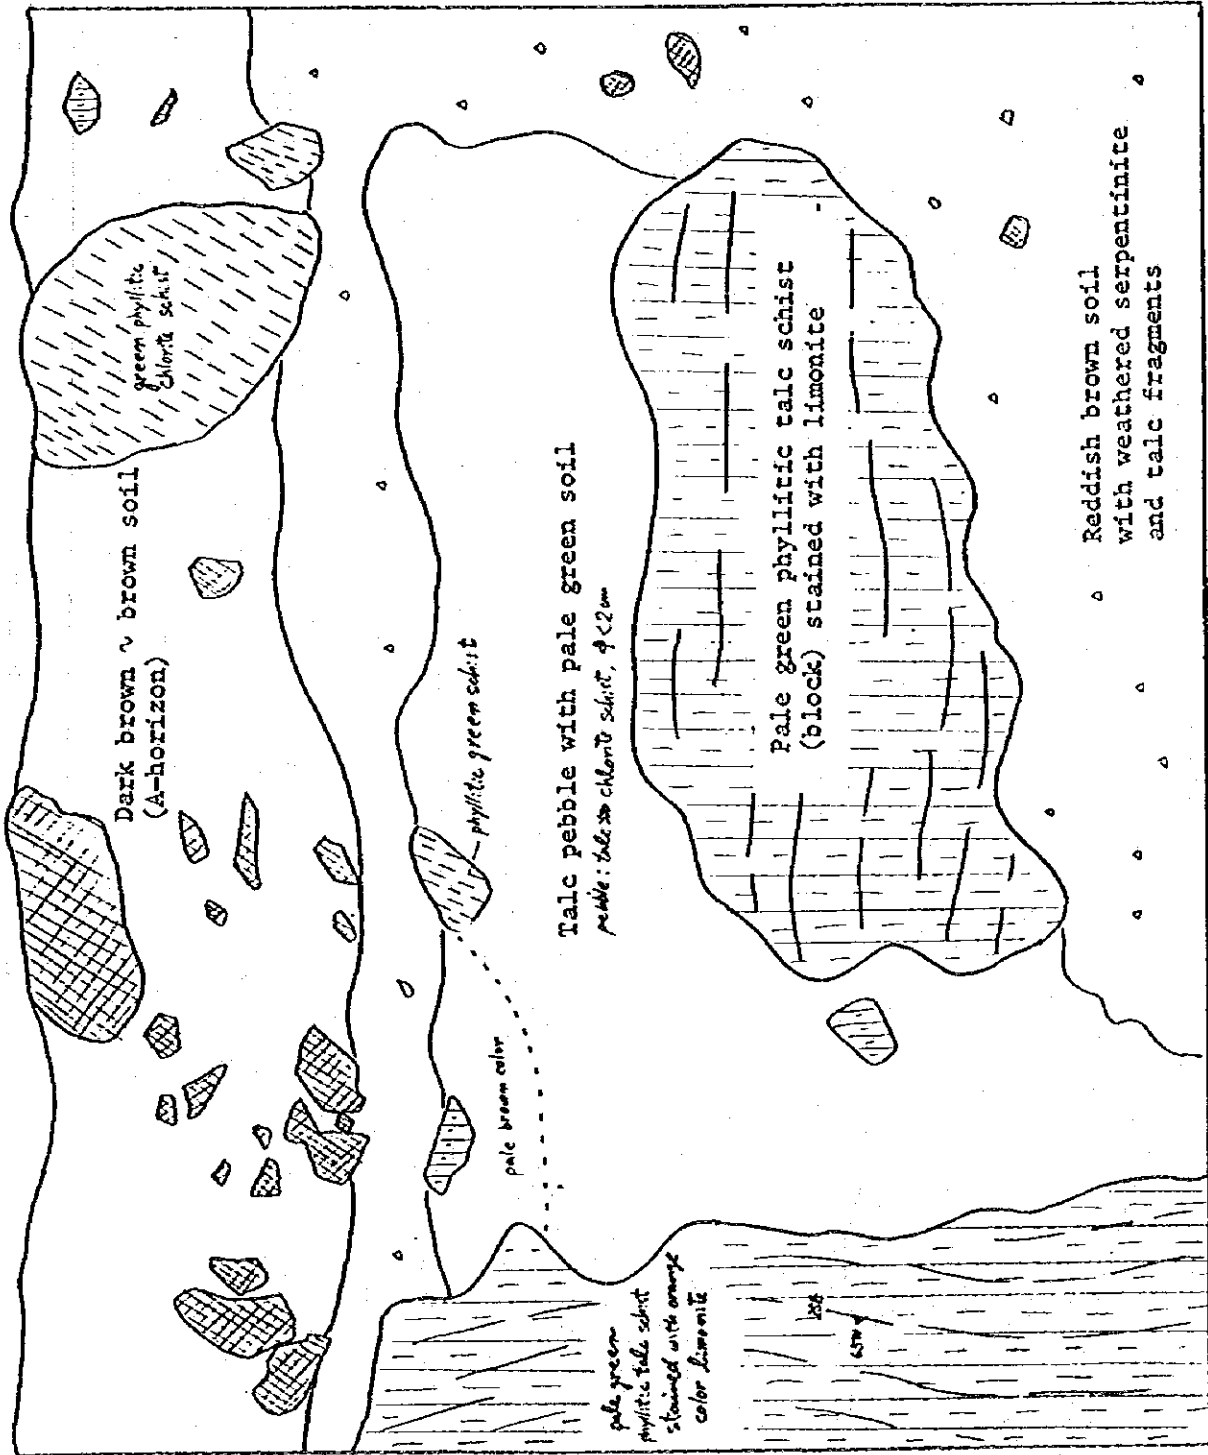 green phyllitic
chlorite schist
Dark brown ~ brown soil
(A-horizon)
phyllitic green schist
pale brown color
Talc pebble with pale green soil
peble : talc >> chlorite schist, φ<2cm
Pale green phyllitic talc schist
(block) stained with limonite
pale green
phyllitic talc schist
stained with orange
color limonite
Reddish brown soil
with weathered serpentinite
and talc fragments